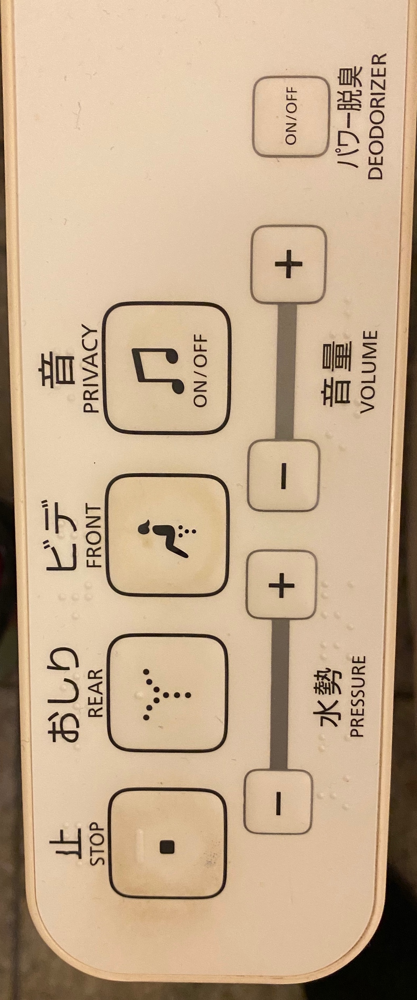 止
STOP
■
おしり
REAR
ビデ
FRONT
音
PRIVACY
♫
ON/OFF
−
+
水勢
PRESSURE
−
+
音量
VOLUME
ON/OFF
パワー脱臭
DEODORIZER